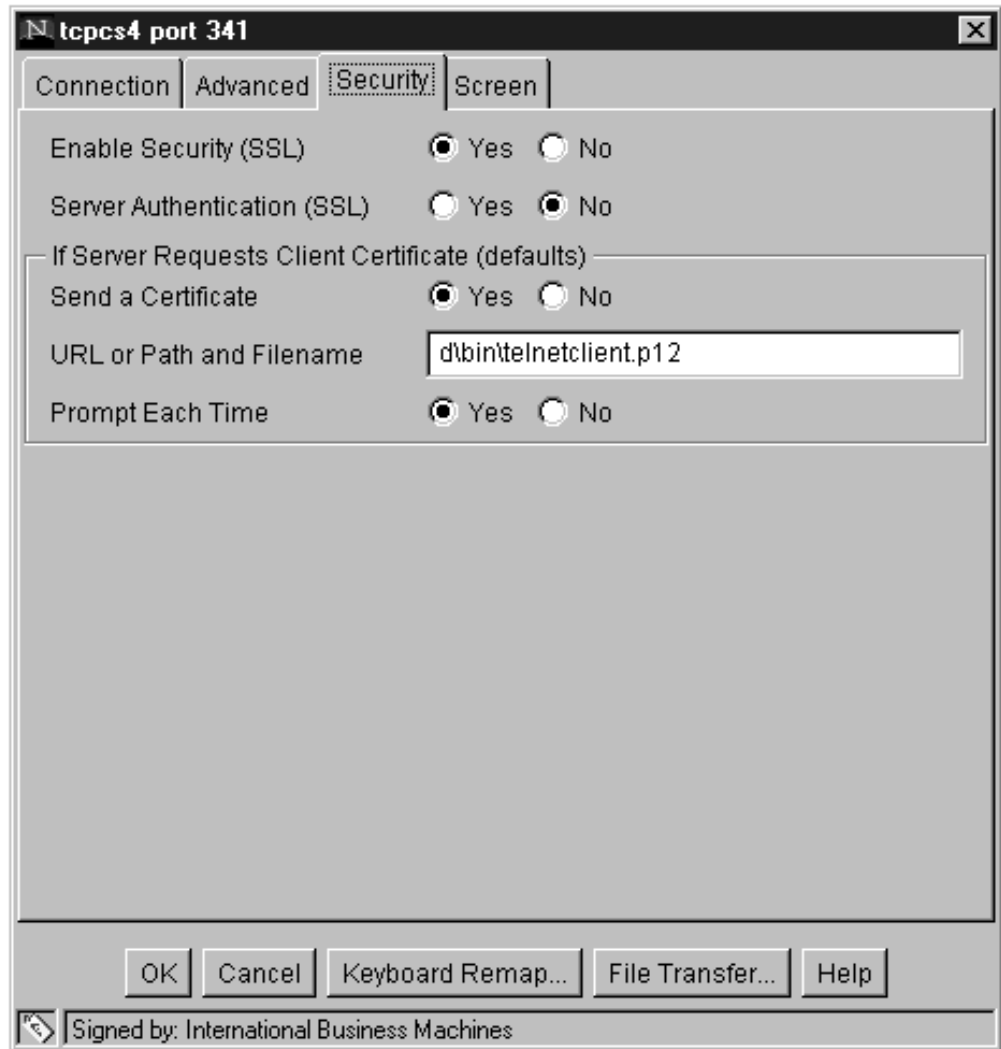 N tcpcs4 port 341
Connection Advanced Security Screen
Enable Security (SSL) Yes No
Server Authentication (SSL) Yes No
If Server Requests Client Certificate (defaults)
Send a Certificate Yes No
URL or Path and Filename d\bin\telnetclient.p12
Prompt Each Time Yes No
OK Cancel Keyboard Remap... File Transfer... Help
Signed by: International Business Machines